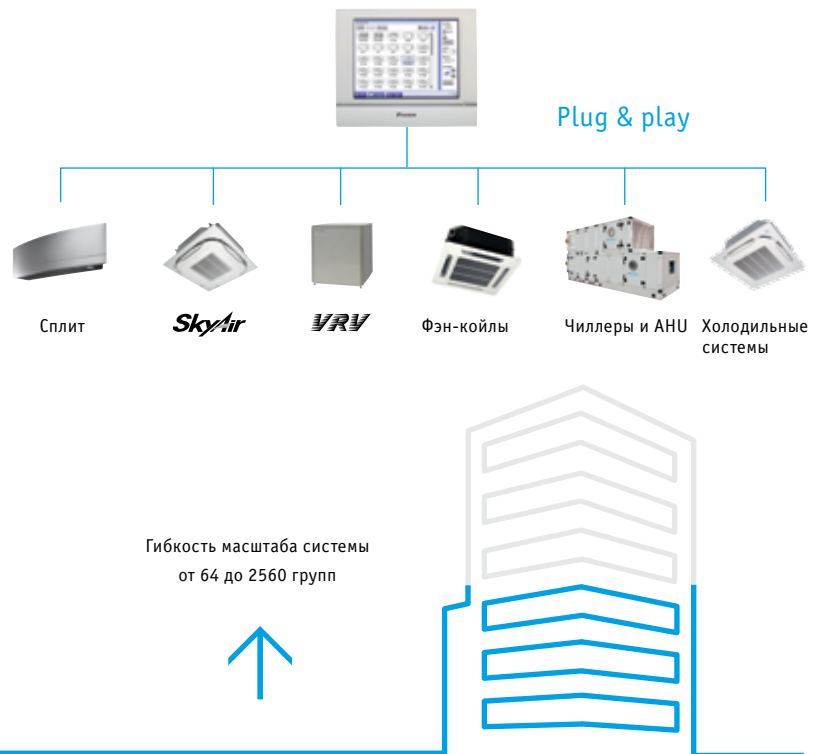 Plug & play
Сплит
SkyAir
VRV
Фэн-койлы
Чиллеры и AHU
Холодильные
системы
Гибкость масштаба системы
от 64 до 2560 групп